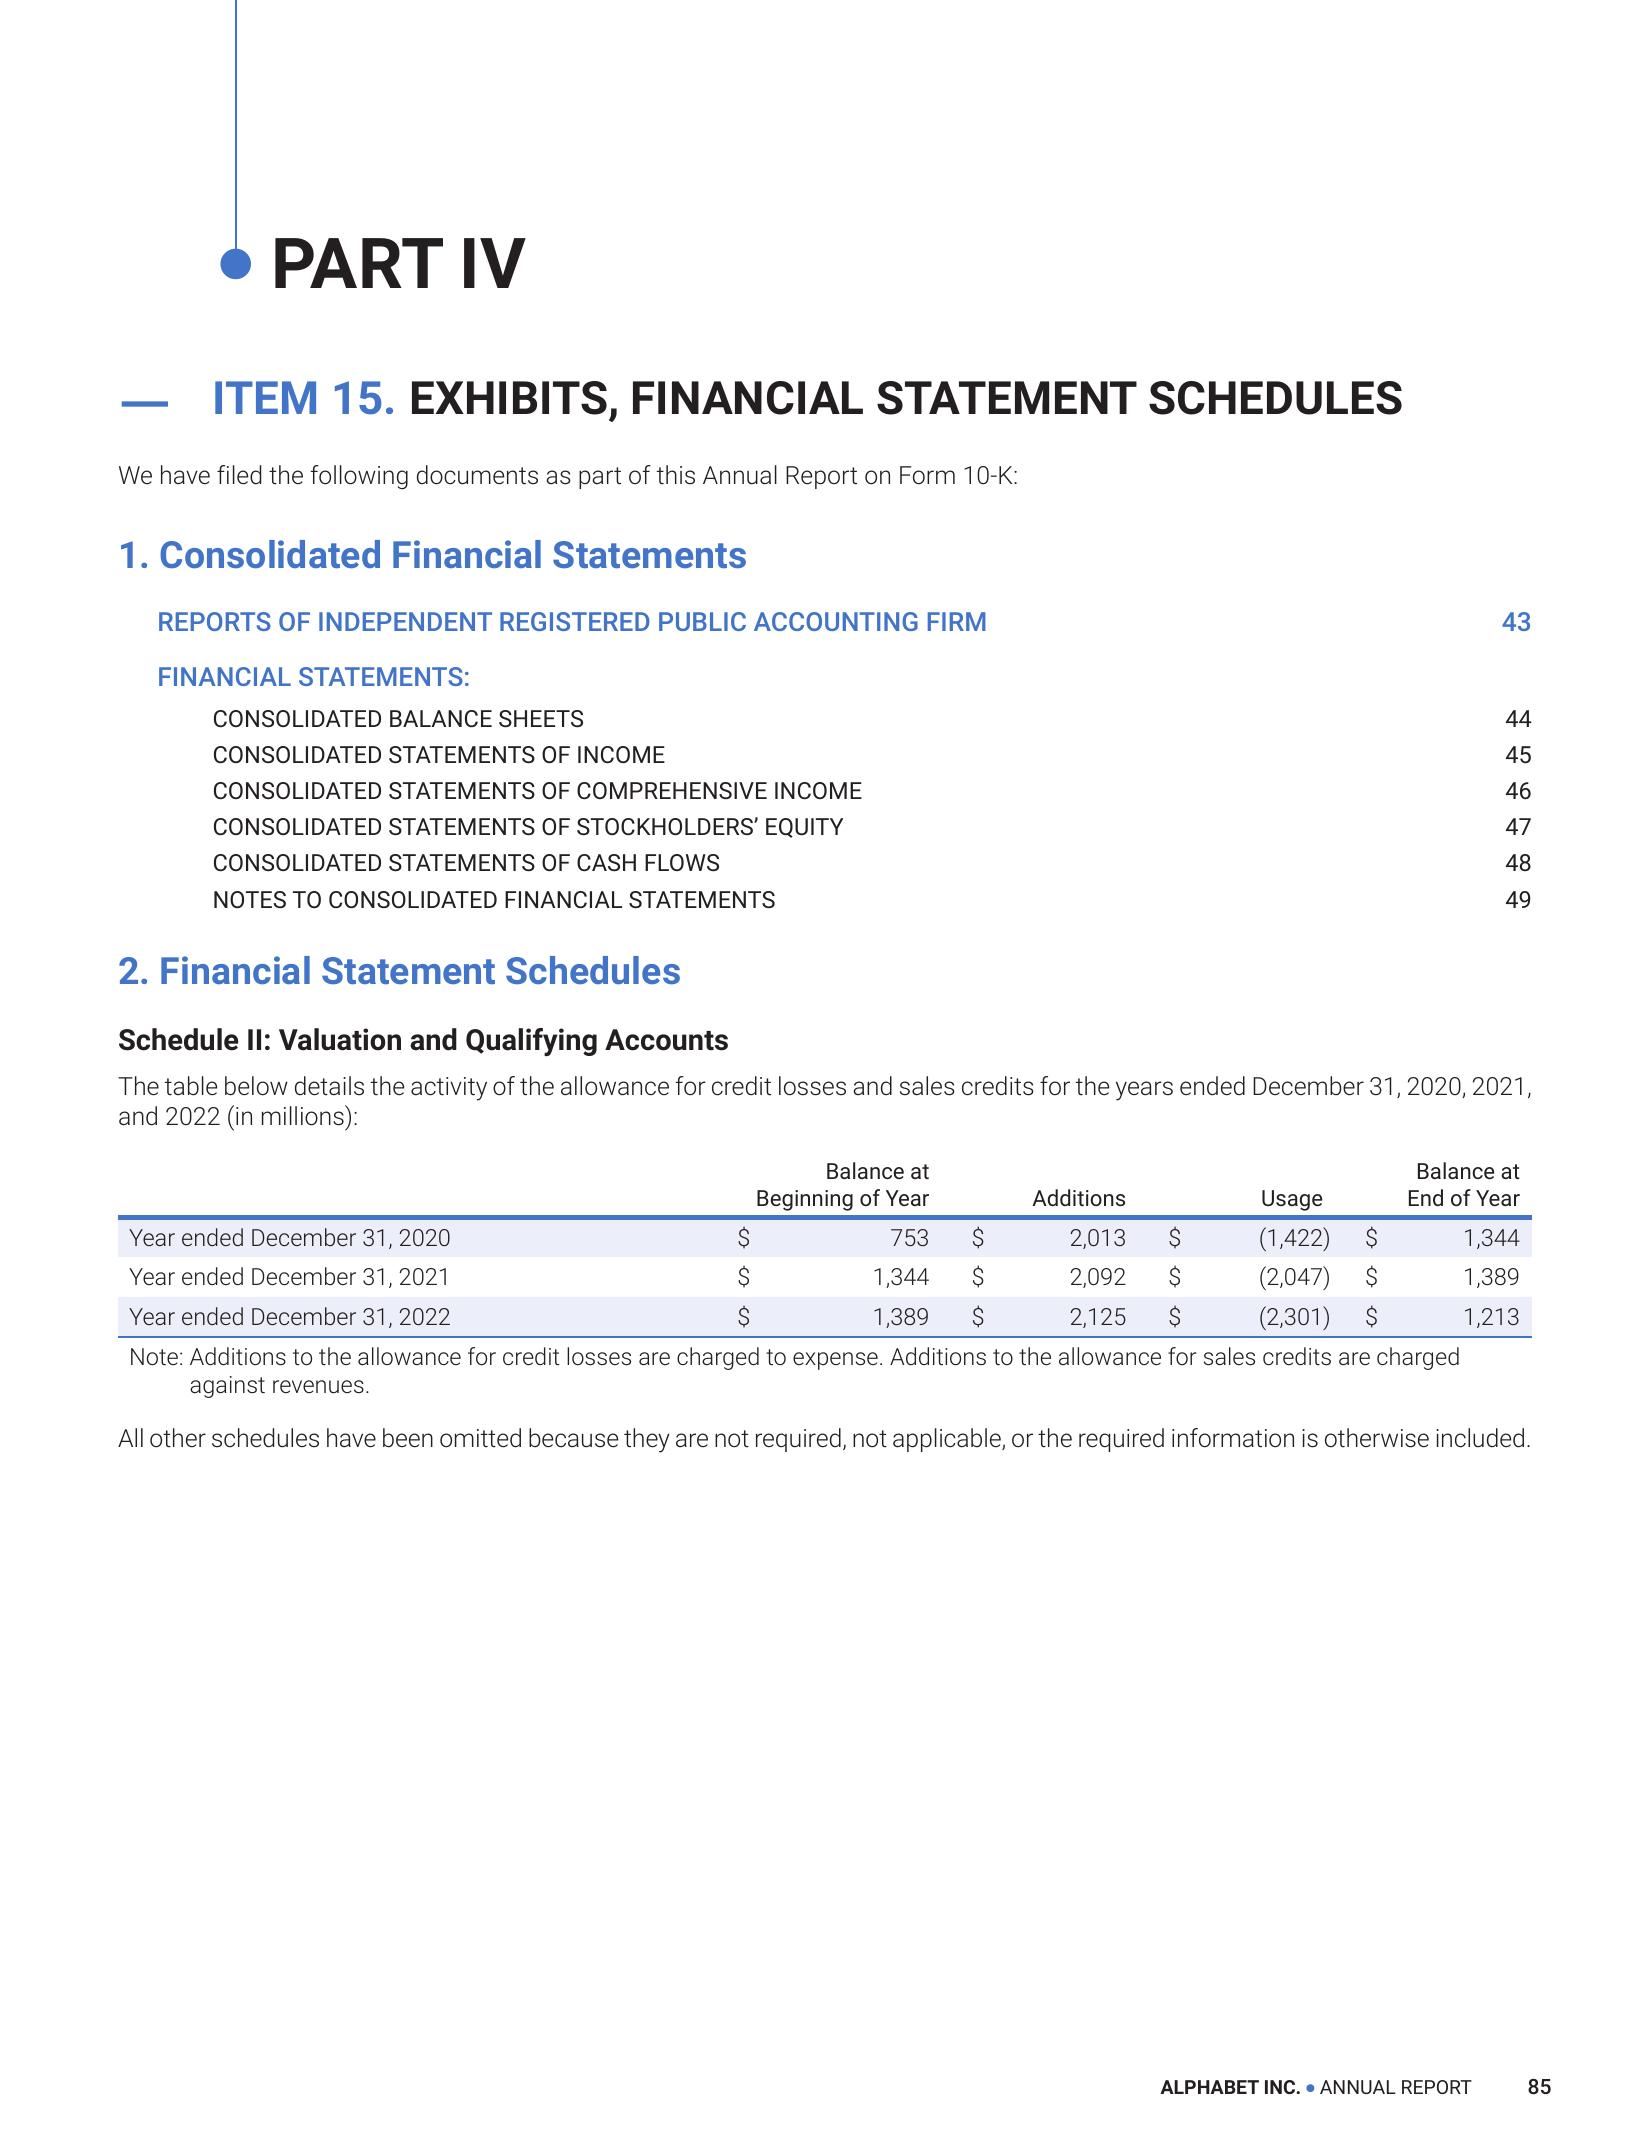 PART IV
— ITEM 15. EXHIBITS, FINANCIAL STATEMENT SCHEDULES
We have filed the following documents as part of this Annual Report on Form 10-K:
1. Consolidated Financial Statements
REPORTS OF INDEPENDENT REGISTERED PUBLIC ACCOUNTING FIRM 43
FINANCIAL STATEMENTS:
CONSOLIDATED BALANCE SHEETS 44
CONSOLIDATED STATEMENTS OF INCOME 45
CONSOLIDATED STATEMENTS OF COMPREHENSIVE INCOME 46
CONSOLIDATED STATEMENTS OF STOCKHOLDERS’ EQUITY 47
CONSOLIDATED STATEMENTS OF CASH FLOWS 48
NOTES TO CONSOLIDATED FINANCIAL STATEMENTS 49
2. Financial Statement Schedules
Schedule II: Valuation and Qualifying Accounts
The table below details the activity of the allowance for credit losses and sales credits for the years ended December 31, 2020, 2021,
and 2022 (in millions):
Balance at Balance at
Beginning of Year Additions Usage End of Year
Year ended December 31, 2020 $ 753 $ 2,013 $ (1,422) $ 1,344
Year ended December 31, 2021 $ 1,344 $ 2,092 $ (2,047) $ 1,389
Year ended December 31, 2022 $ 1,389 $ 2,125 $ (2,301) $ 1,213
Note: Additions to the allowance for credit losses are charged to expense. Additions to the allowance for sales credits are charged
against revenues.
All other schedules have been omitted because they are not required, not applicable, or the required information is otherwise included.
ALPHABET INC. • ANNUAL REPORT 85